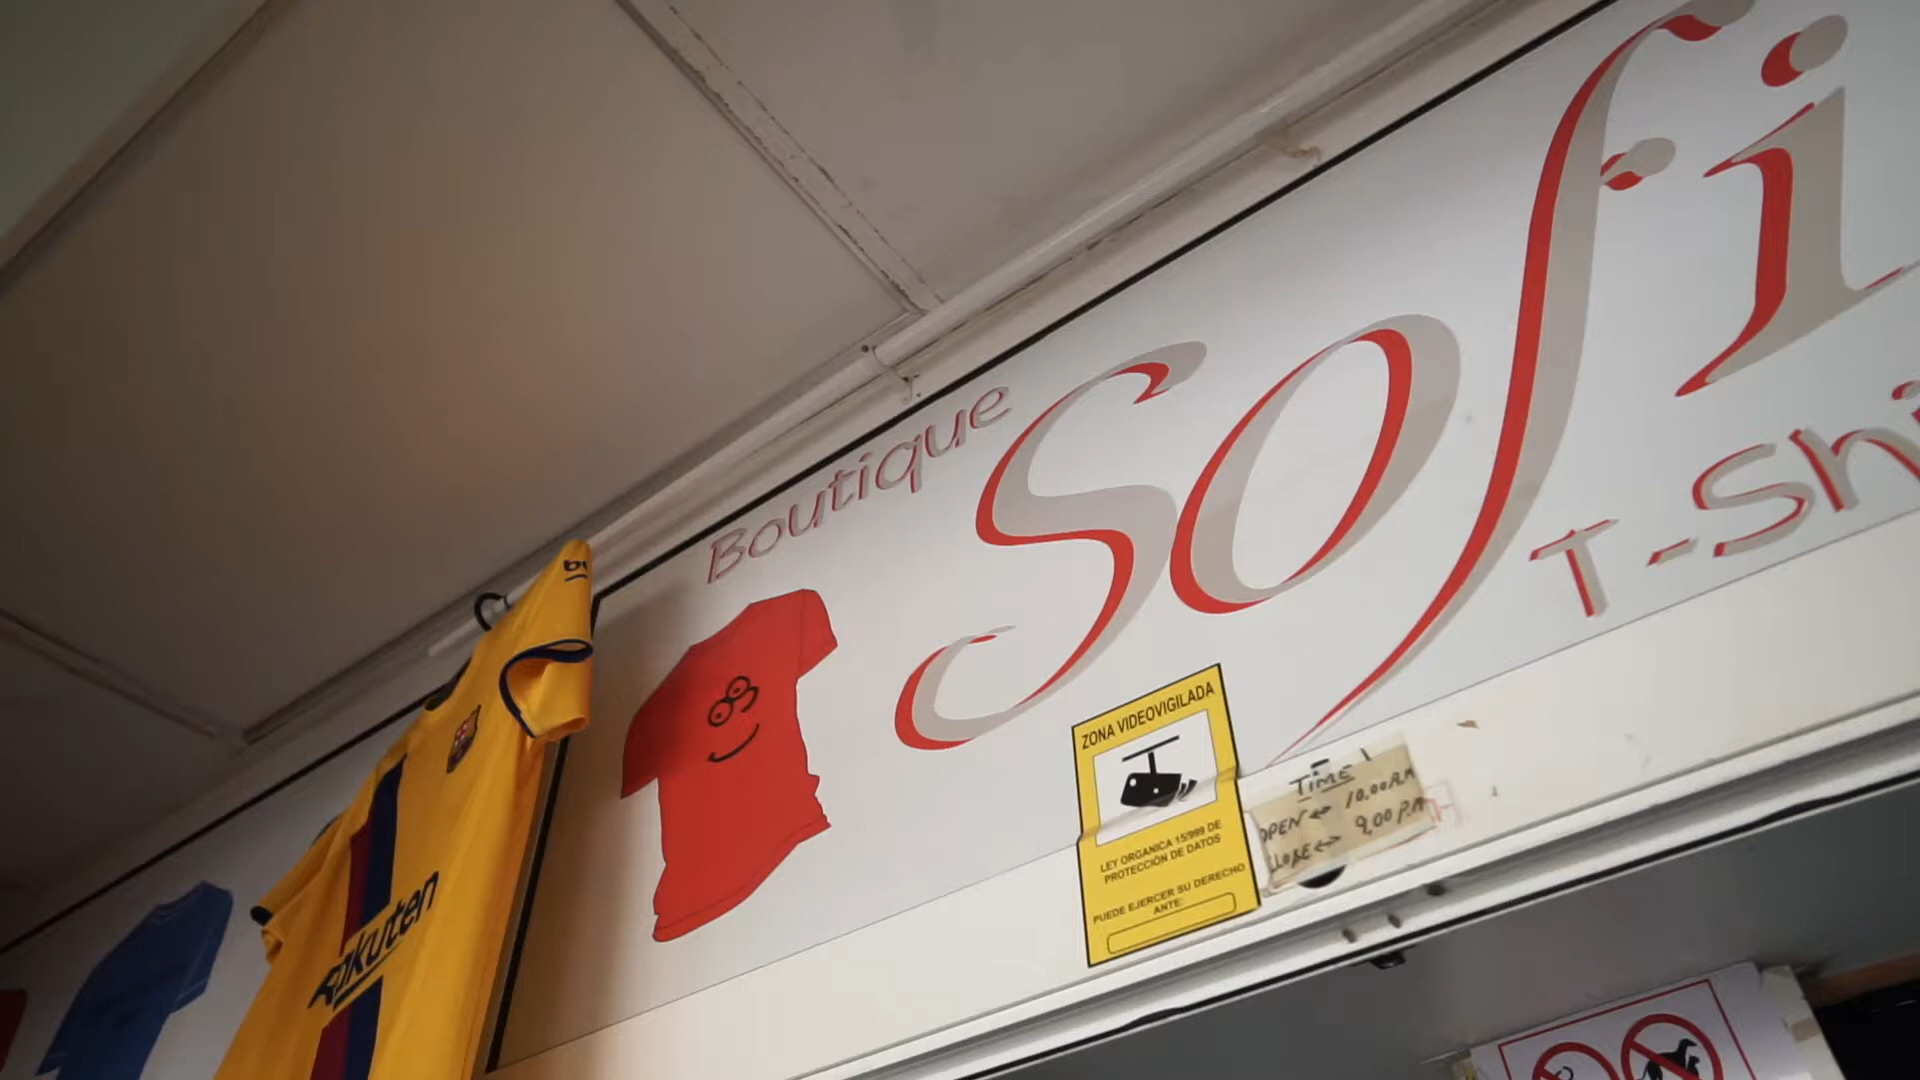 Boutique
Sofi
T-Shi
ZONA VIDEOVIGILADA
LEY ORGANICA 15/999 DE
PROTECCIÓN DE DATOS
PUEDE EJERCER SU DERECHO
ANTE:
TIME
OPEN ↔ 10.00 A.M
CLOSE ↔ 9,00 P.M
Rakuten